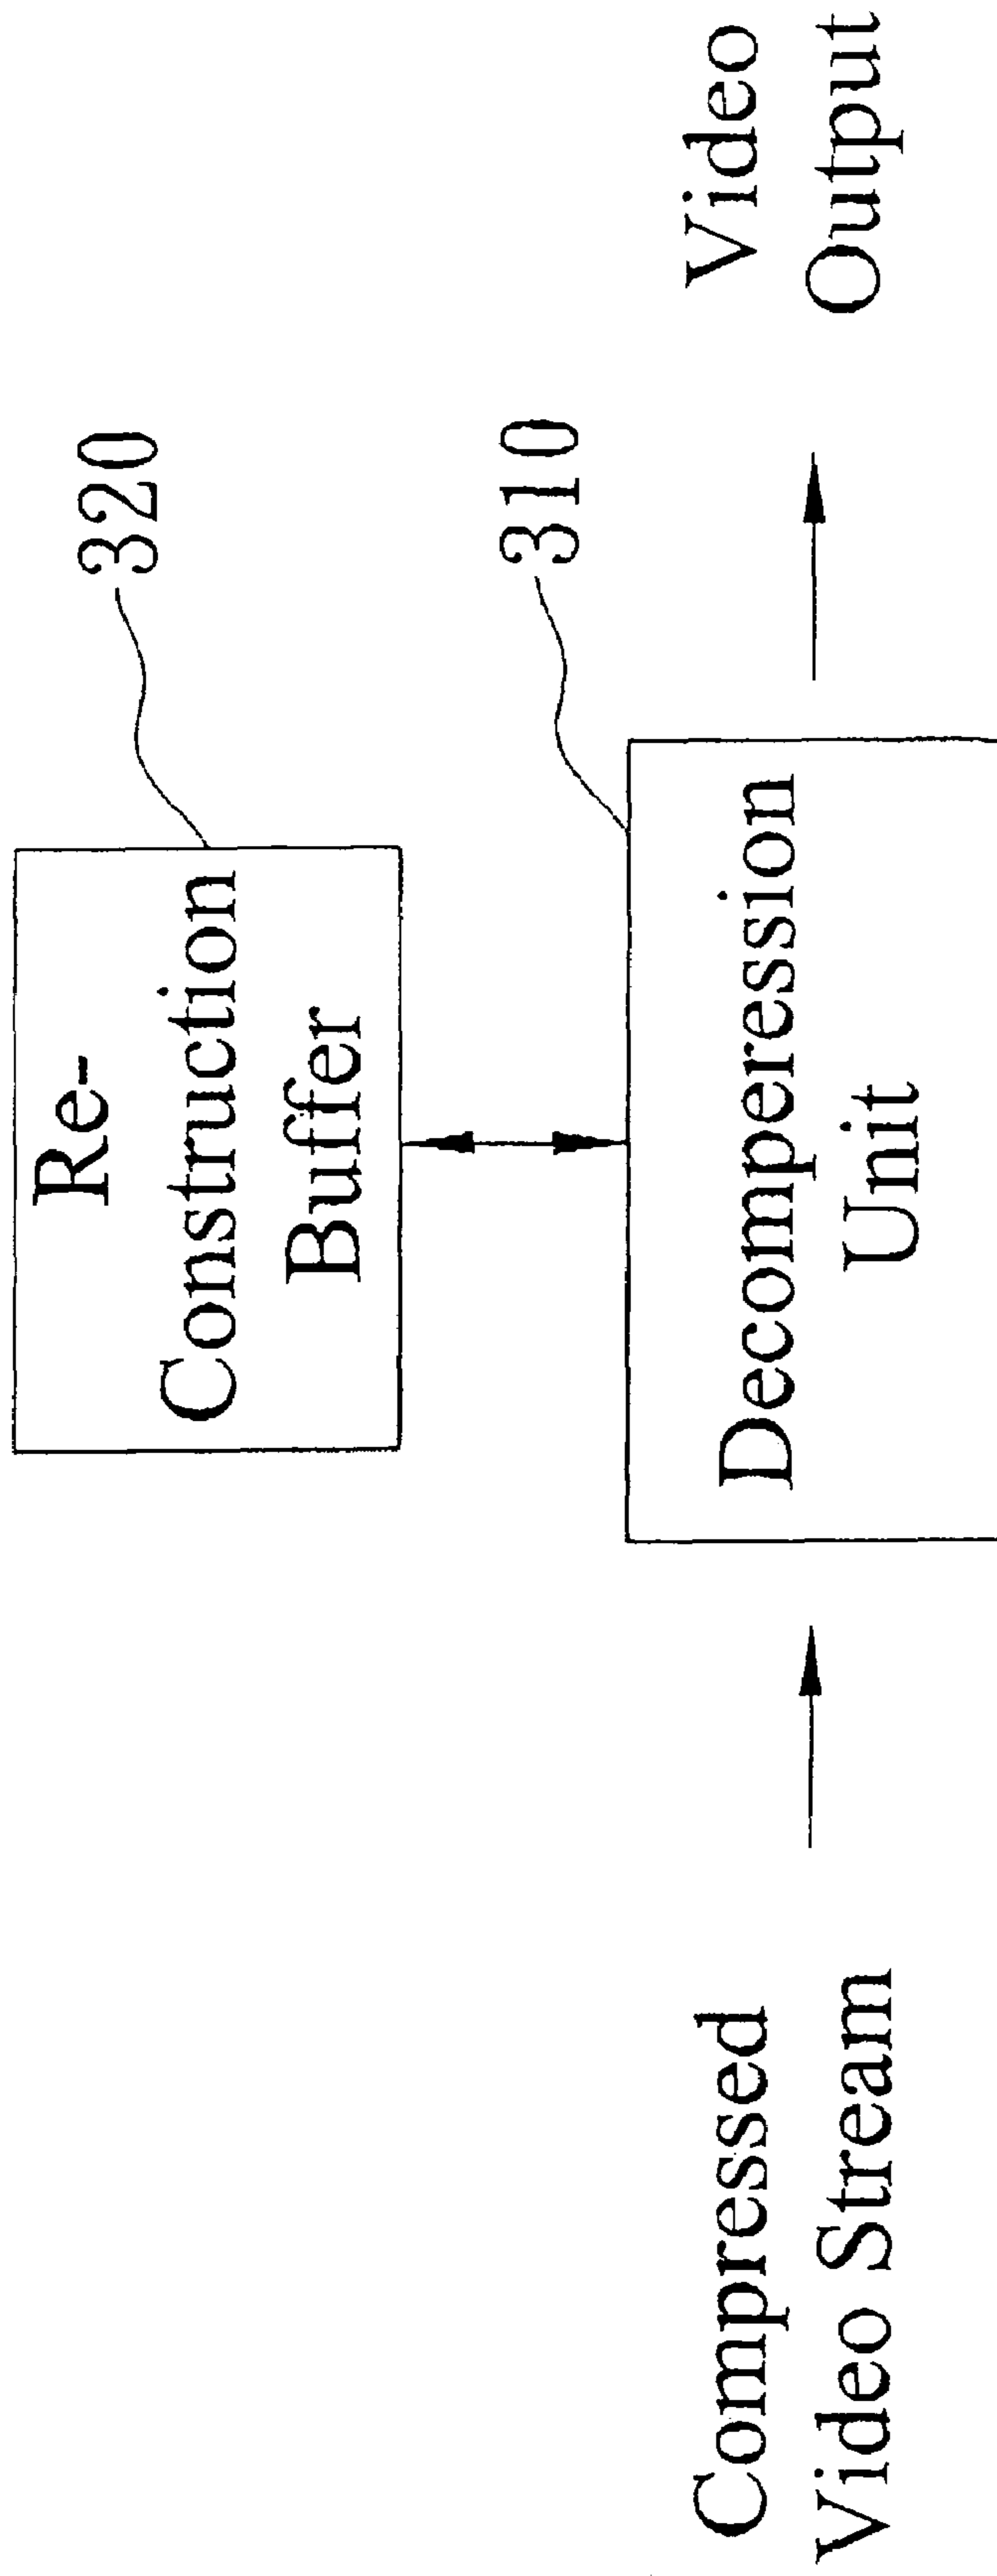 Re-
Construction
Buffer
320
310
Compressed
Video Stream
Decomperession
Unit
Video
Output